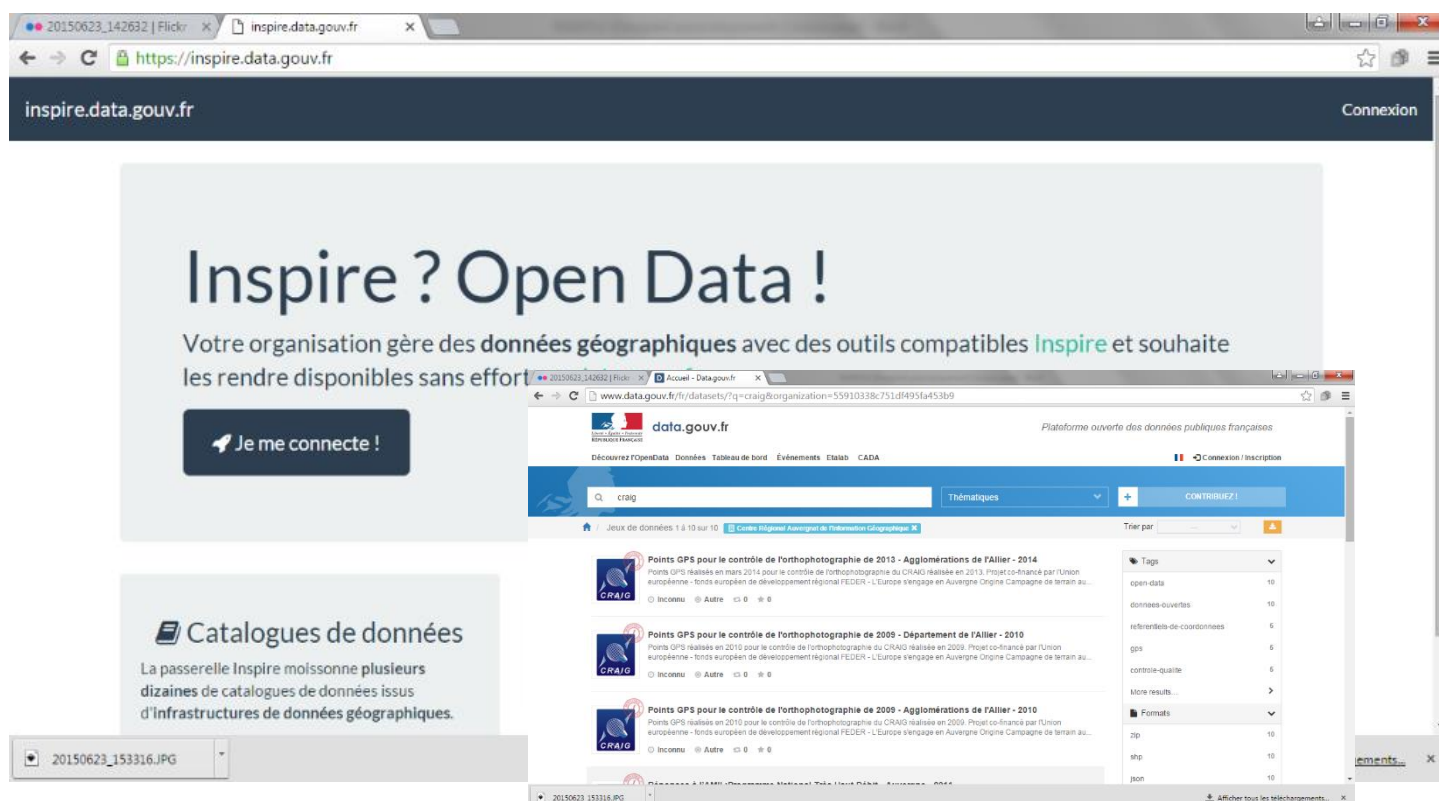 20150623_142632 | Flickr
inspire.data.gouv.fr
https://inspire.data.gouv.fr
inspire.data.gouv.fr
Connexion
Inspire ? Open Data !
Votre organisation gère des données géographiques avec des outils compatibles Inspire et souhaite
les rendre disponibles sans effort
Je me connecte !
Catalogues de données
La passerelle Inspire moissonne plusieurs
dizaines de catalogues de données issus
d'infrastructures de données géographiques.
20150623_153316.JPG
ements...
20150623_142632 | Flickr
Accueil - Data.gouv.fr
www.data.gouv.fr/fr/datasets/?q=craig&organization=55910338c751df495fa453b9
data.gouv.fr
Plateforme ouverte des données publiques françaises
RÉPUBLIQUE FRANÇAISE
Découvrez l'OpenData Données Tableau de bord Événements Etalab CADA
Connexion / Inscription
craig
Thématiques
+ CONTRIBUEZ !
/ Jeux de données 1 à 10 sur 10 Centre Régional Auvergnat de l'Information Géographique
Trier par
CRAIG
Points GPS pour le contrôle de l'orthophotographie de 2013 - Agglomérations de l'Allier - 2014
Points GPS réalisés en mars 2014 pour le contrôle de l'orthophotographie du CRAIG réalisée en 2013. Projet co-financé par l'Union
européenne - fonds européen de développement régional FEDER - L'Europe s'engage en Auvergne Origine Campagne de terrain au...
Inconnu Autre 0 0
CRAIG
Points GPS pour le contrôle de l'orthophotographie de 2009 - Département de l'Allier - 2010
Points GPS réalisés en 2010 pour le contrôle de l'orthophotographie du CRAIG réalisée en 2009. Projet co-financé par l'Union
européenne - fonds européen de développement régional FEDER - L'Europe s'engage en Auvergne Origine Campagne de terrain au...
Inconnu Autre 0 0
CRAIG
Points GPS pour le contrôle de l'orthophotographie de 2009 - Agglomérations de l'Allier - 2010
Points GPS réalisés en 2010 pour le contrôle de l'orthophotographie du CRAIG réalisée en 2009. Projet co-financé par l'Union
européenne - fonds européen de développement régional FEDER - L'Europe s'engage en Auvergne Origine Campagne de terrain au...
Inconnu Autre 0 0
Tags
open-data 10
donnees-ouvertes 10
referentiels-de-coordonnees 5
gps 5
controle-qualite 5
More results...
Formats
zip 10
shp 10
json 10
20150623_153316.JPG
Afficher tous les téléchargements...